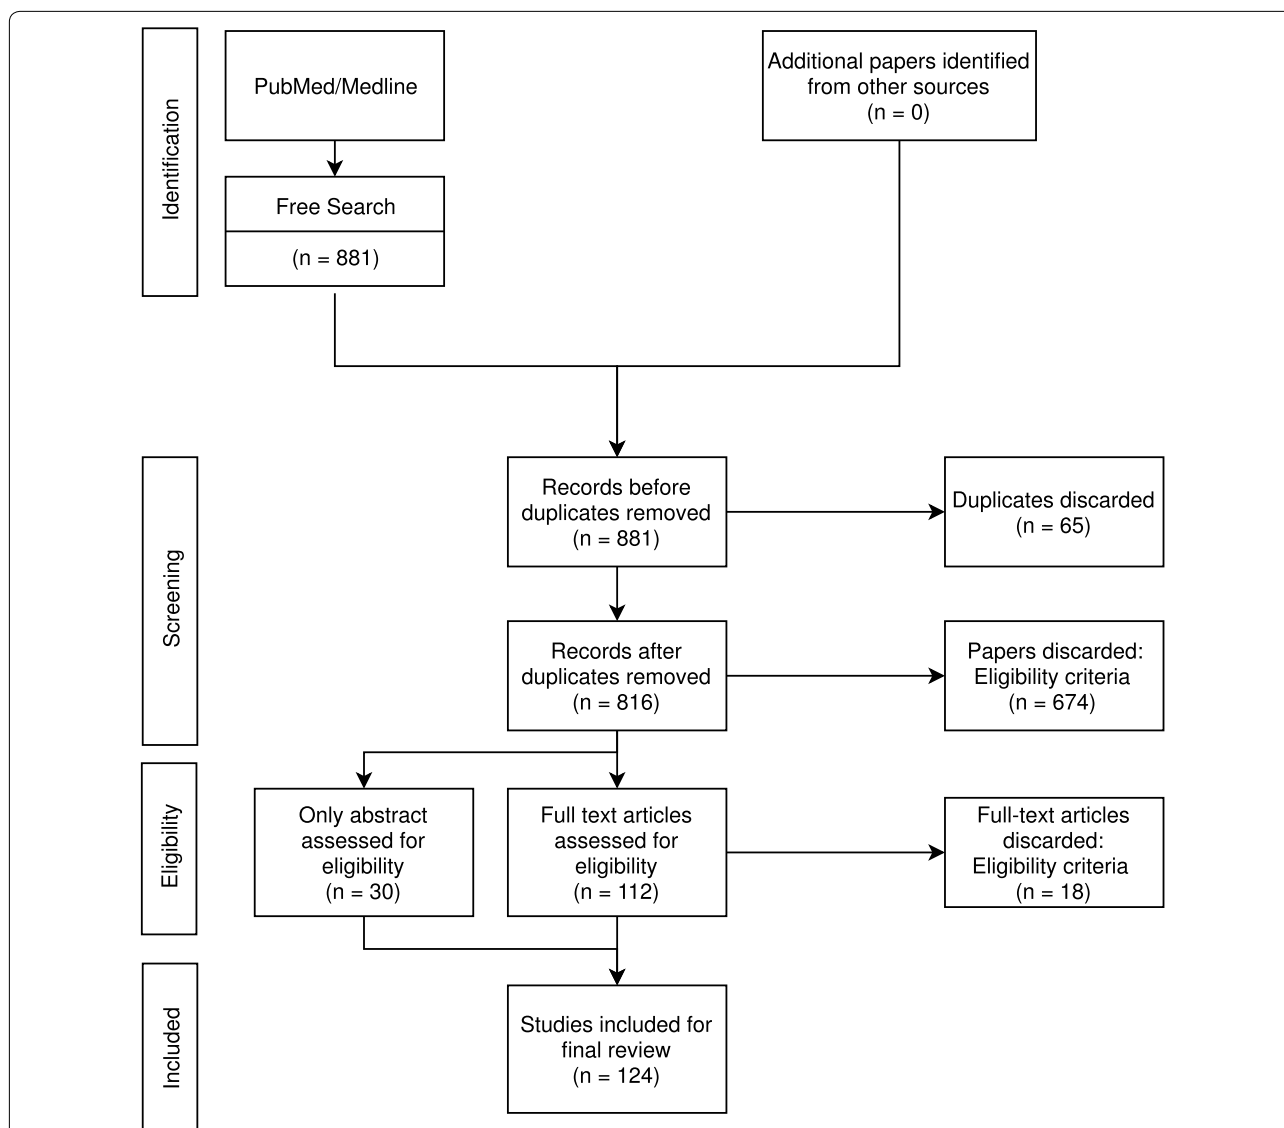 Identification
PubMed/Medline
Free Search
(n = 881)
Additional papers identified
from other sources
(n = 0)
Screening
Records before
duplicates removed
(n = 881)
Duplicates discarded
(n = 65)
Records after
duplicates removed
(n = 816)
Papers discarded:
Eligibility criteria
(n = 674)
Eligibility
Only abstract
assessed for
eligibility
(n = 30)
Full text articles
assessed for
eligibility
(n = 112)
Full-text articles
discarded:
Eligibility criteria
(n = 18)
Included
Studies included for
final review
(n = 124)